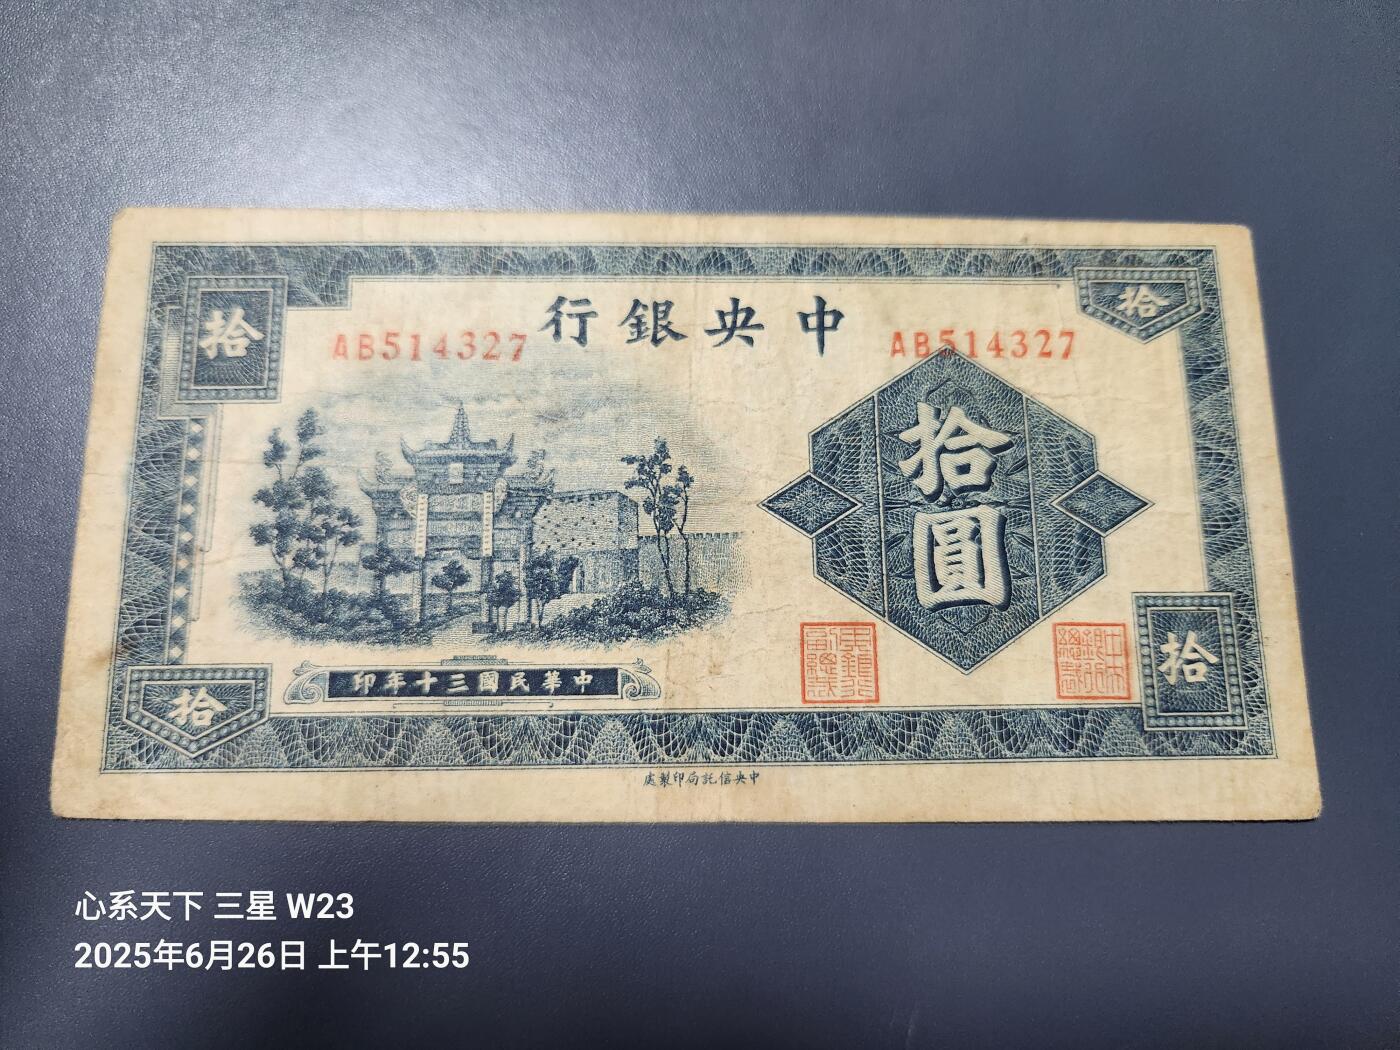 中央銀行
AB514327
AB514327
拾
拾
拾圓
中華民國三十年印
拾
拾
中央信託局印製處
心系天下 三星 W23
2025年6月26日 上午12:55